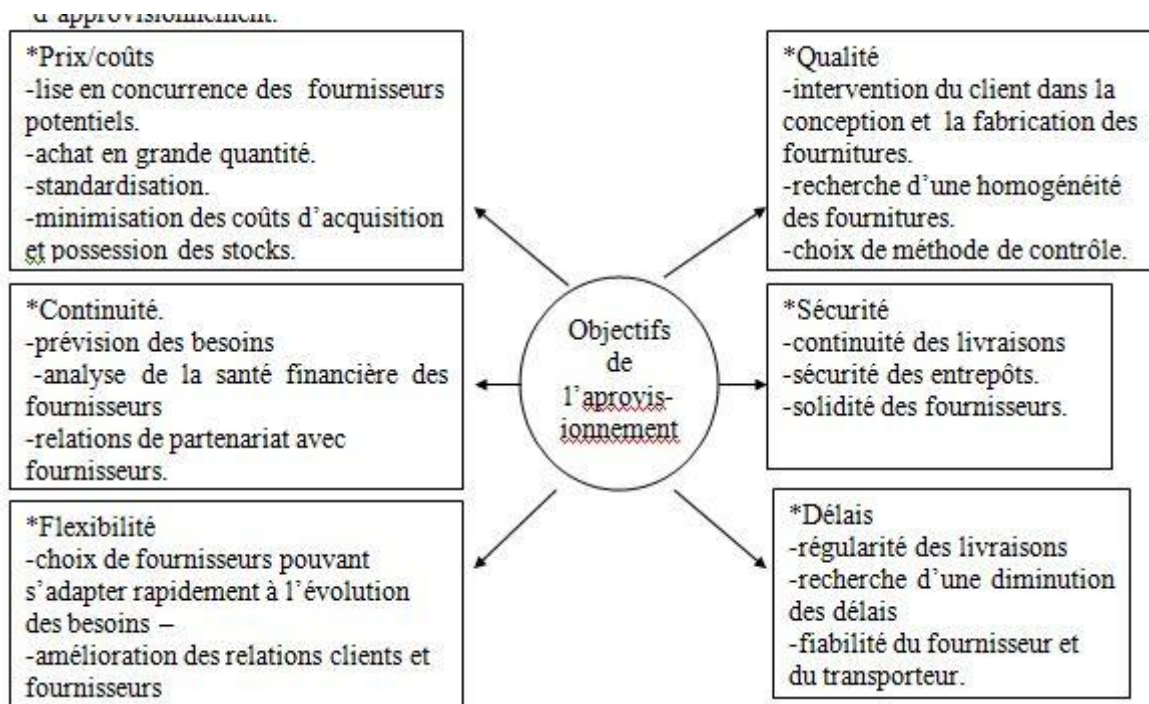 d'approvisionnement.
*Prix/coûts
-lise en concurrence des fournisseurs
potentiels.
-achat en grande quantité.
-standardisation.
-minimisation des coûts d'acquisition
et possession des stocks.
*Qualité
-intervention du client dans la
conception et la fabrication des
fournitures.
-recherche d'une homogénéité
des fournitures.
-choix de méthode de contrôle.
*Continuité.
-prévision des besoins
-analyse de la santé financière des
fournisseurs
-relations de partenariat avec
fournisseurs.
Objectifs
de
l'aprovis-
ionnement
*Sécurité
-continuité des livraisons
-sécurité des entrepôts.
-solidité des fournisseurs.
*Flexibilité
-choix de fournisseurs pouvant
s'adapter rapidement à l'évolution
des besoins –
-amélioration des relations clients et
fournisseurs
*Délais
-régularité des livraisons
-recherche d'une diminution
des délais
-fiabilité du fournisseur et
du transporteur.